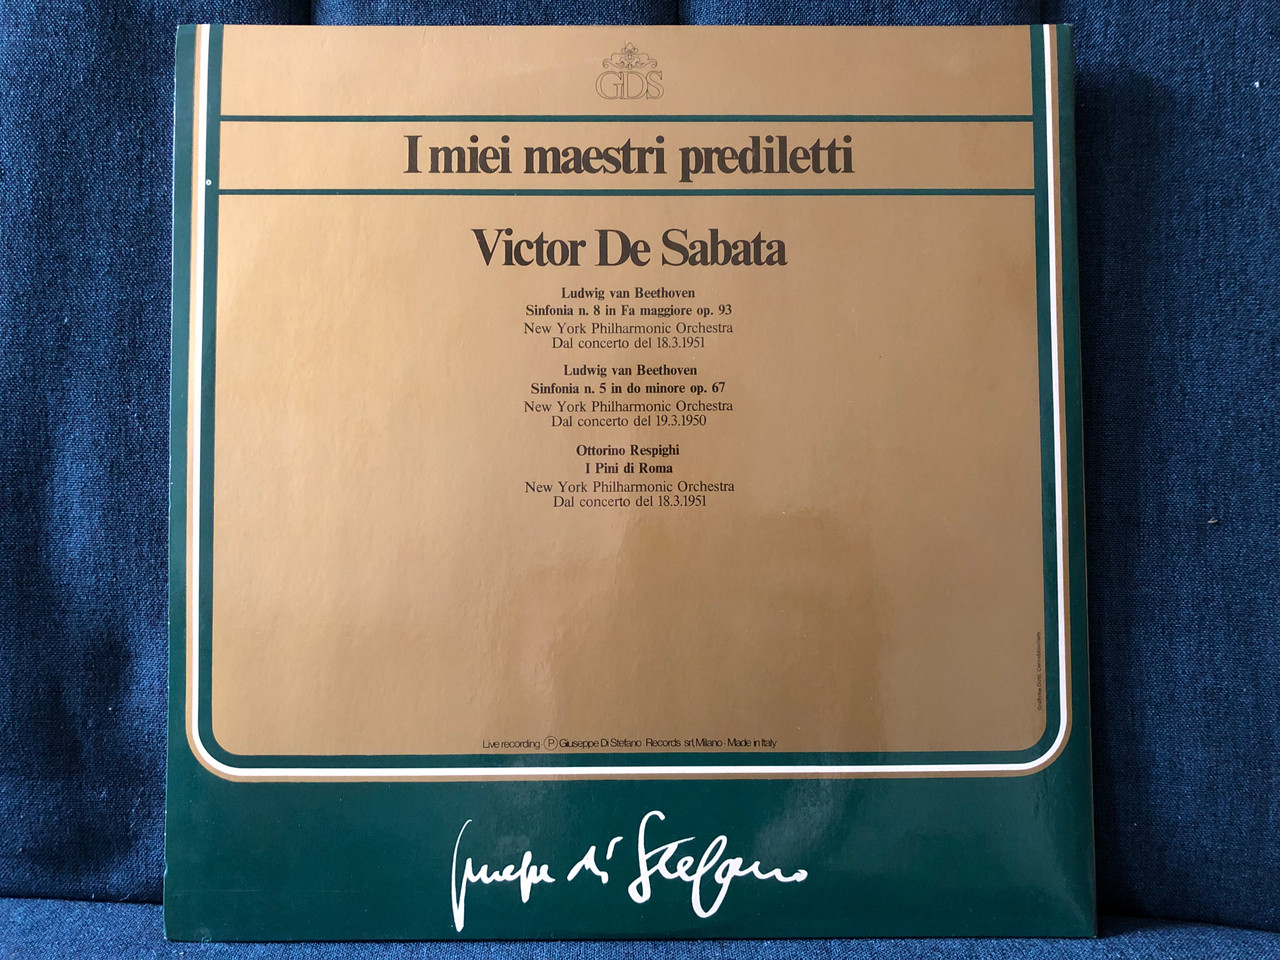 GDS
I miei maestri prediletti
Victor De Sabata
Ludwig van Beethoven
Sinfonia n. 8 in Fa maggiore op. 93
New York Philharmonic Orchestra
Dal concerto del 18.3.1951
Ludwig van Beethoven
Sinfonia n. 5 in do minore op. 67
New York Philharmonic Orchestra
Dal concerto del 19.3.1950
Ottorino Respighi
I Pini di Roma
New York Philharmonic Orchestra
Dal concerto del 18.3.1951
Live recording · Ⓟ Giuseppe Di Stefano Records srl, Milano · Made in Italy
Giuseppe di Stefano